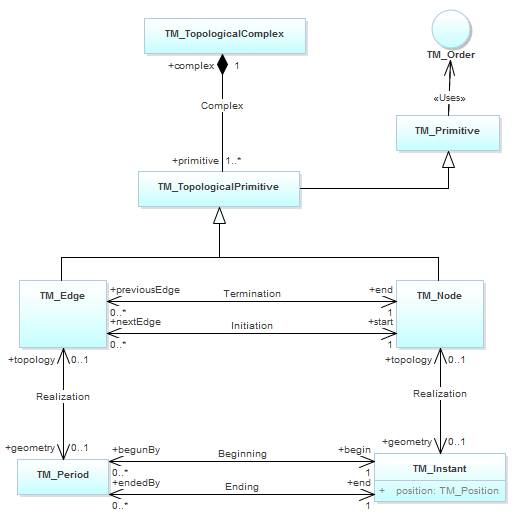 TM_TopologicalComplex
TM_Order
+complex 1
«Uses»
Complex
TM_Primitive
+primitive 1..*
TM_TopologicalPrimitive
TM_Edge
+previousEdge
Termination
+end
TM_Node
0..*
1
+nextEdge
Initiation
+start
0..*
1
+topology 0..1
+topology 0..1
Realization
Realization
+geometry 0..1
+geometry 0..1
TM_Period
+begunBy
Beginning
+begin
TM_Instant
0..*
1
+endedBy
Ending
+end
+ position: TM_Position
0..*
1